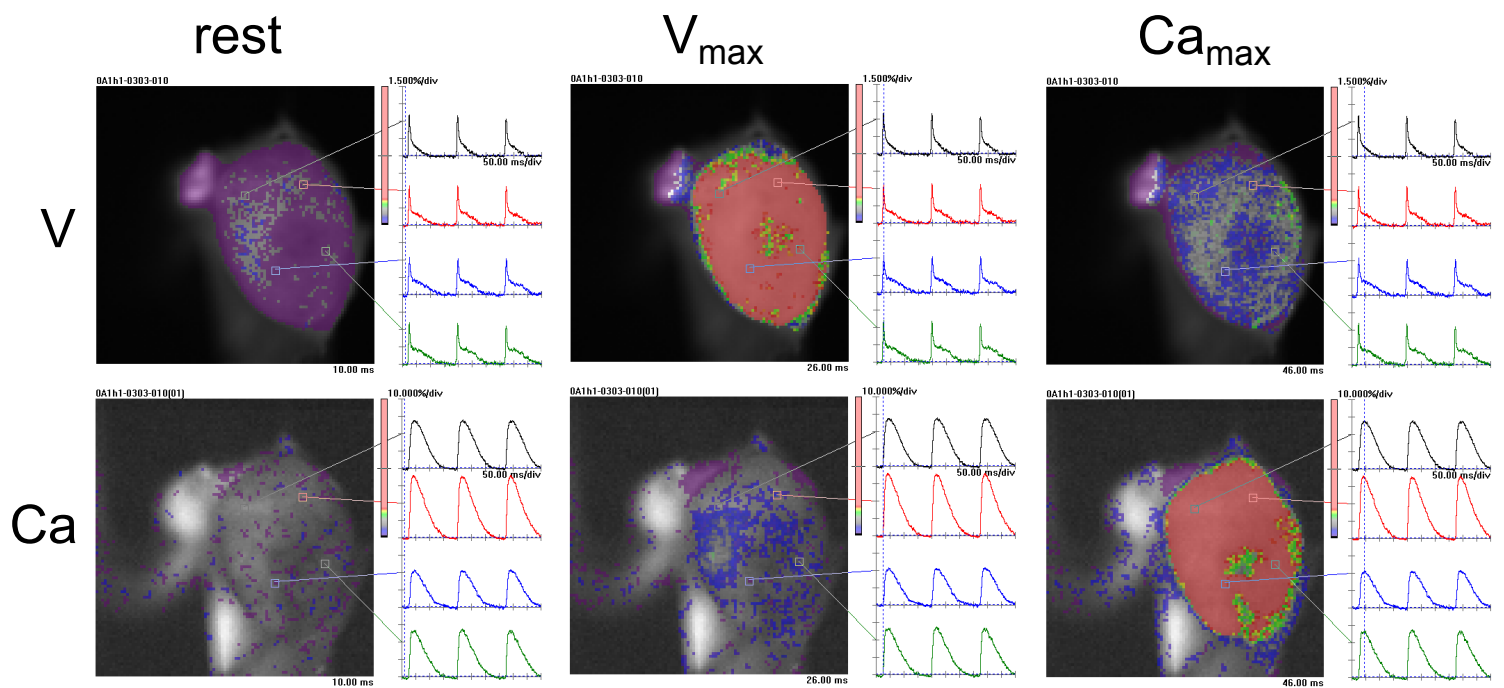 rest
V_max
Ca_max
0A1h1-0303-010
1.500%/div
0A1h1-0303-010
1.500%/div
0A1h1-0303-010
1.500%/div
V
50.00 ms/div
50.00 ms/div
50.00 ms/div
10.00 ms
26.00 ms
46.00 ms
0A1h1-0303-010[01]
10.000%/div
0A1h1-0303-010[01]
10.000%/div
0A1h1-0303-010[01]
10.000%/div
50.00 ms/div
50.00 ms/div
50.00 ms/div
Ca
10.00 ms
26.00 ms
46.00 ms